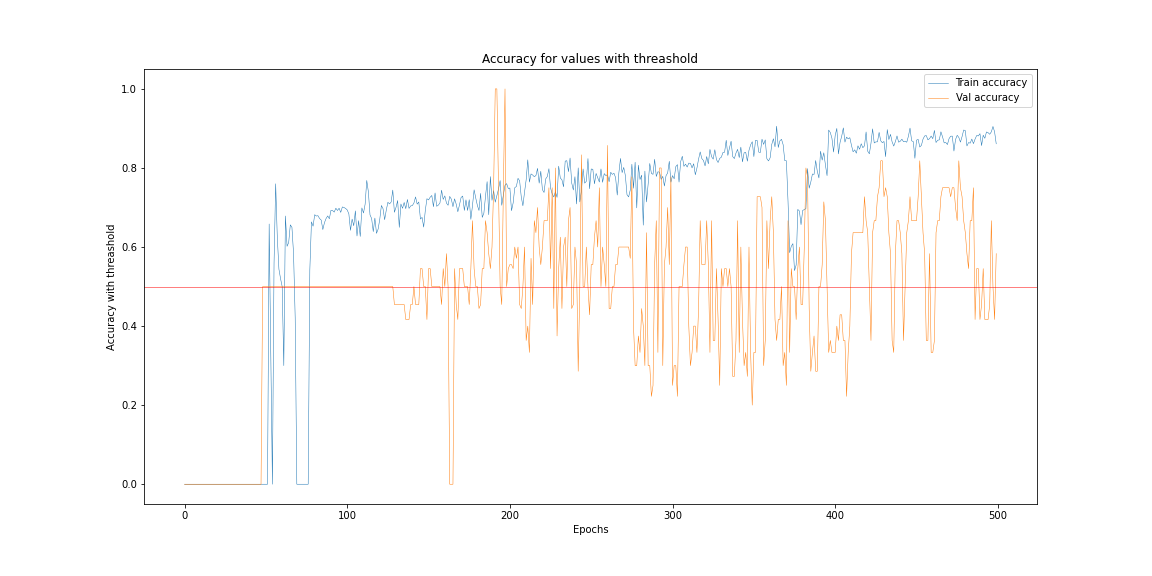 Accuracy for values with threashold
Train accuracy
Val accuracy
1.0
0.8
0.6
0.4
0.2
0.0
Accuracy with threashold
0
100
200
300
400
500
Epochs